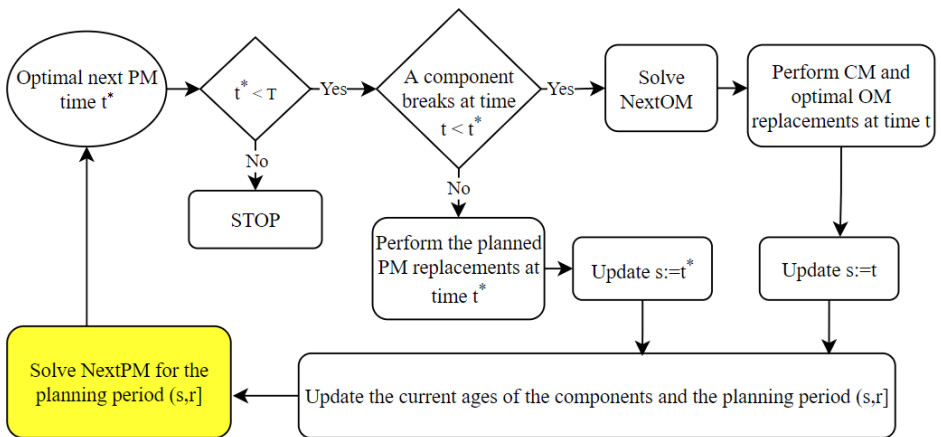 Optimal next PM
time t*
t* < T
Yes
No
STOP
A component
breaks at time
t < t*
Yes
No
Solve
NextOM
Perform CM and
optimal OM
replacements at time t
Perform the planned
PM replacements at
time t*
Update s:=t*
Update s:=t
Solve NextPM for the
planning period (s,r]
Update the current ages of the components and the planning period (s,r]